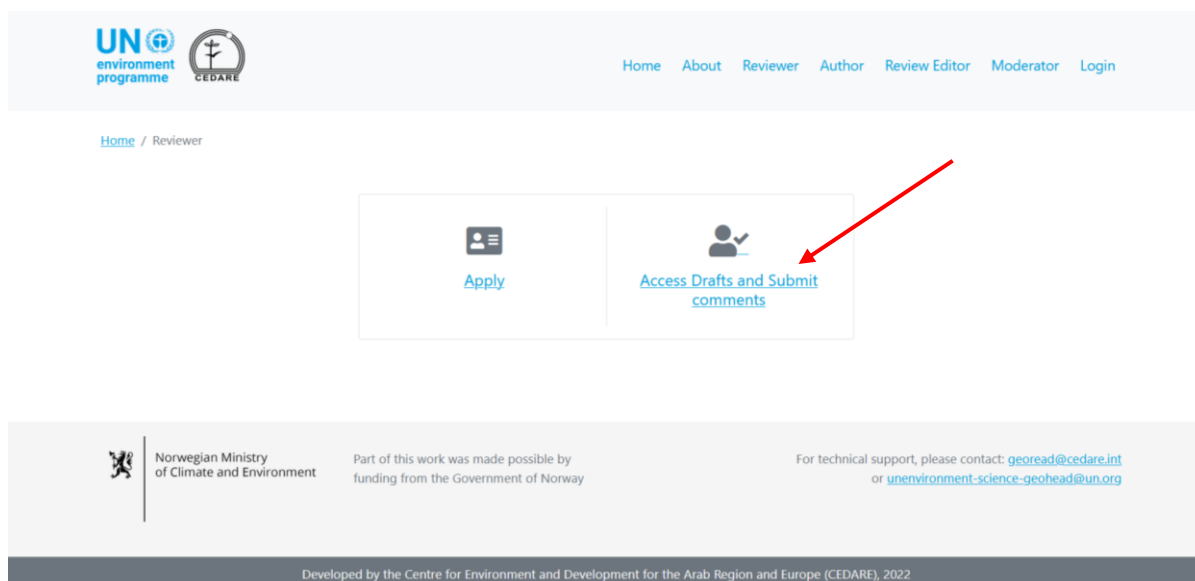 UN
environment
programme
CEDARE
Home About Reviewer Author Review Editor Moderator Login
Home / Reviewer
Apply
Access Drafts and Submit
comments
Norwegian Ministry
of Climate and Environment
Part of this work was made possible by
funding from the Government of Norway
For technical support, please contact: georead@cedare.int
or unenvironment-science-geohead@un.org
Developed by the Centre for Environment and Development for the Arab Region and Europe (CEDARE), 2022